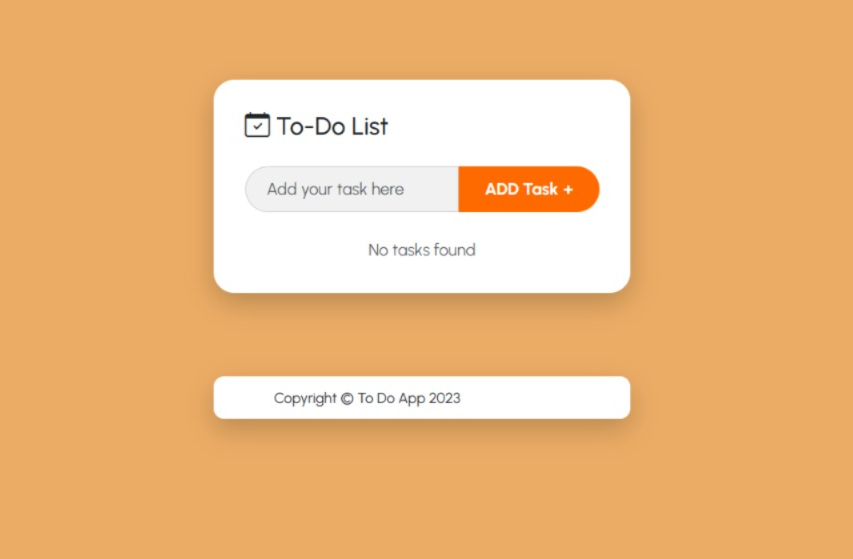 To-Do List
Add your task here
ADD Task +
No tasks found
Copyright © To Do App 2023